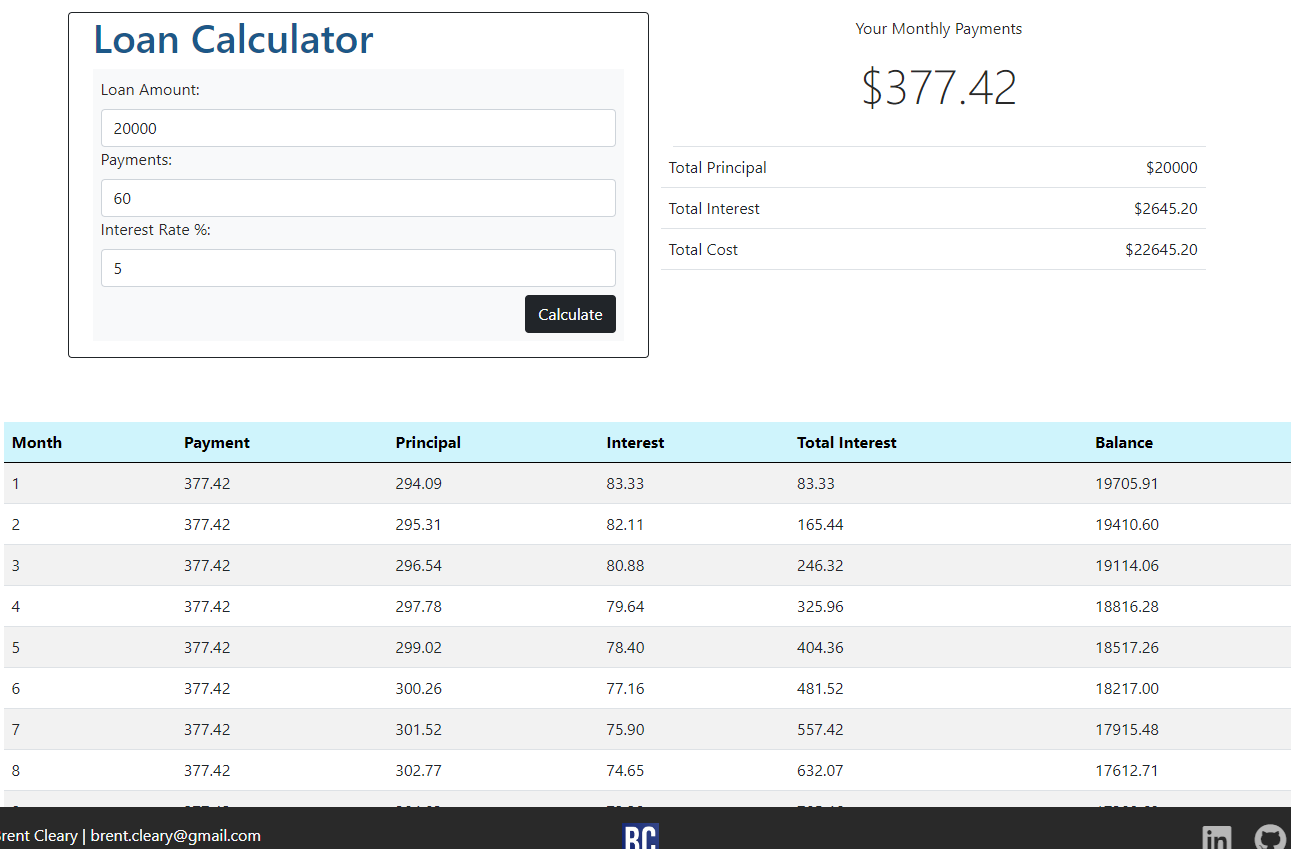 Loan Calculator
Loan Amount:
20000
Payments:
60
Interest Rate %:
5
Calculate
Your Monthly Payments
$377.42
Total Principal $20000
Total Interest $2645.20
Total Cost $22645.20
Month Payment Principal Interest Total Interest Balance
1 377.42 294.09 83.33 83.33 19705.91
2 377.42 295.31 82.11 165.44 19410.60
3 377.42 296.54 80.88 246.32 19114.06
4 377.42 297.78 79.64 325.96 18816.28
5 377.42 299.02 78.40 404.36 18517.26
6 377.42 300.26 77.16 481.52 18217.00
7 377.42 301.52 75.90 557.42 17915.48
8 377.42 302.77 74.65 632.07 17612.71
rent Cleary | brent.cleary@gmail.com
BC
in